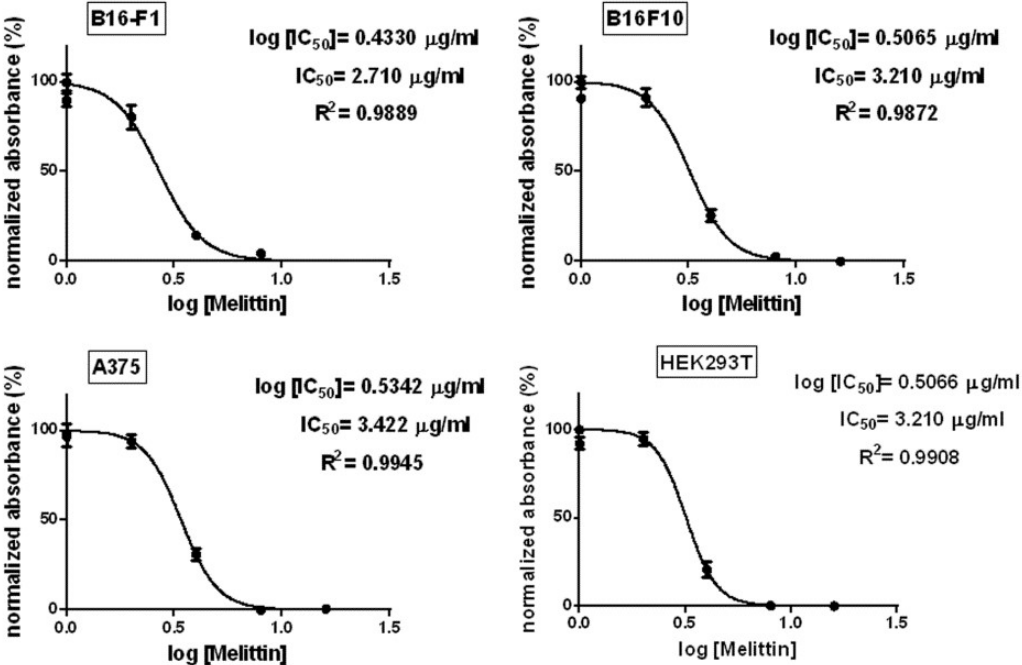 B16-F1
log [IC50]= 0.4330 µg/ml
IC50= 2.710 µg/ml
R2= 0.9889
normalized absorbance (%)
100
50
0
0.0 0.5 1.0 1.5
log [Melittin]
B16F10
log [IC50]= 0.5065 µg/ml
IC50= 3.210 µg/ml
R2= 0.9872
normalized absorbance (%)
100
50
0
0.0 0.5 1.0 1.5
log [Melittin]
A375
log [IC50]= 0.5342 µg/ml
IC50= 3.422 µg/ml
R2= 0.9945
normalized absorbance (%)
100
50
0
0.0 0.5 1.0 1.5
log [Melittin]
HEK293T
log [IC50]= 0.5066 µg/ml
IC50= 3.210 µg/ml
R2= 0.9908
normalized absorbance (%)
100
50
0
0.0 0.5 1.0 1.5
log [Melittin]